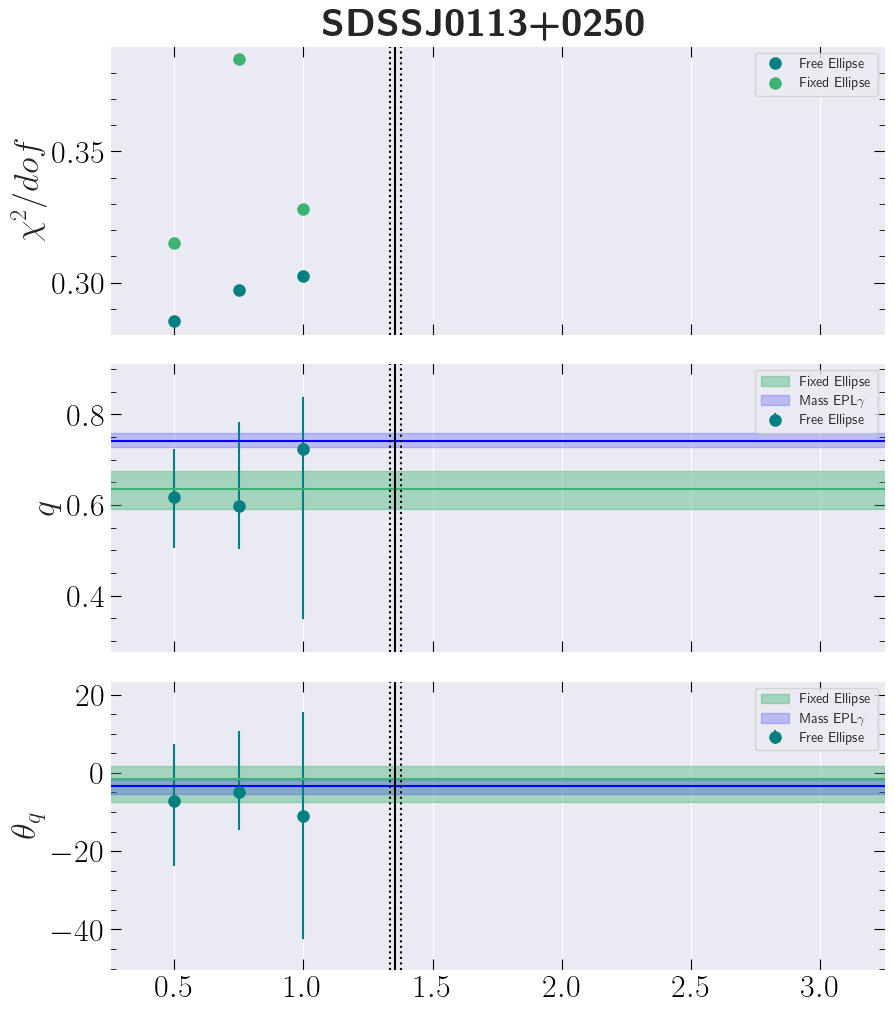 SDSSJ0113+0250
Free Ellipse
Fixed Ellipse
χ²/dof
0.35
0.30
Fixed Ellipse
Mass EPLγ
Free Ellipse
q
0.8
0.6
0.4
Fixed Ellipse
Mass EPLγ
Free Ellipse
θ_q
20
0
−20
−40
0.5 1.0 1.5 2.0 2.5 3.0